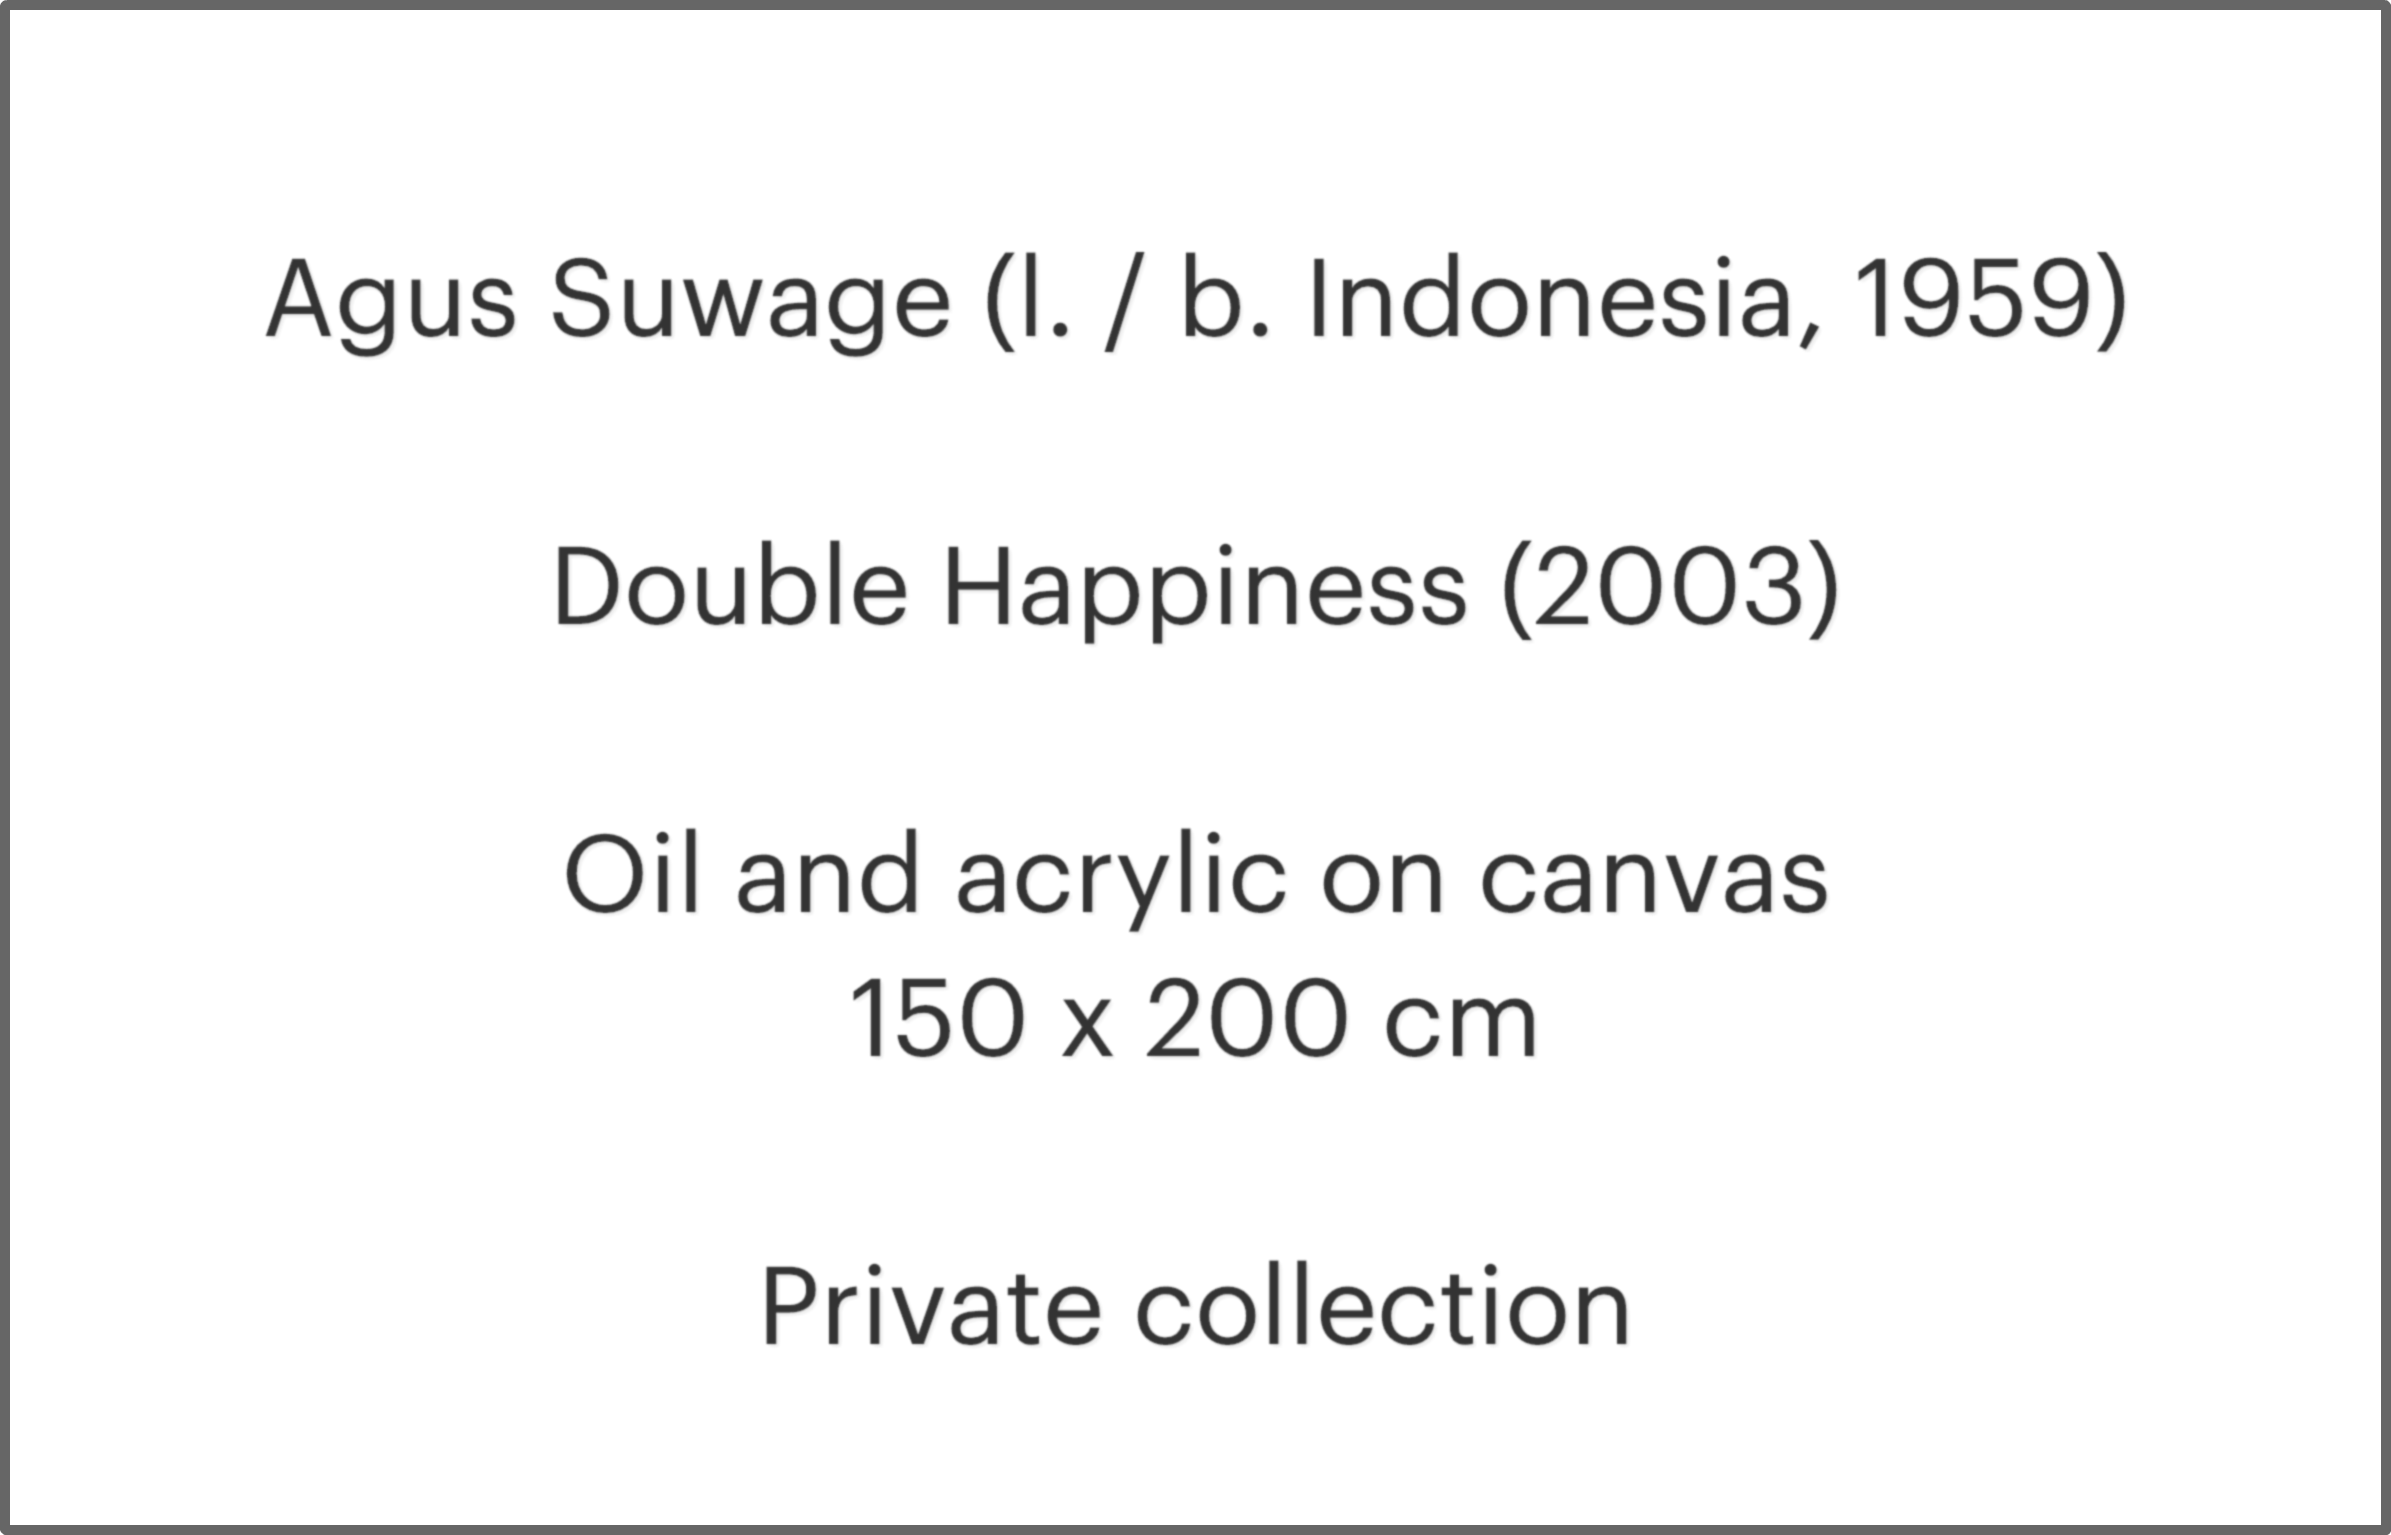 Agus Suwage (l. / b. Indonesia, 1959)
Double Happiness (2003)
Oil and acrylic on canvas
150 x 200 cm
Private collection